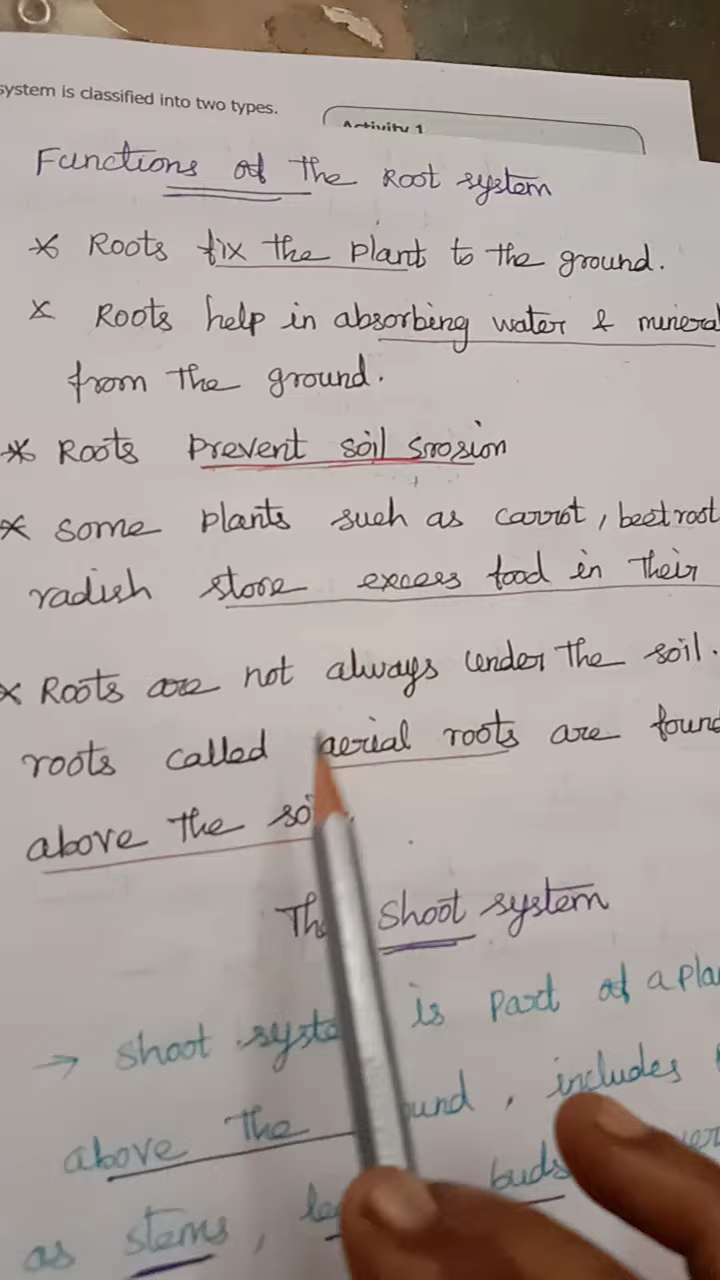 system is classified into two types.
Activity 1
Functions of the Root system
* Roots fix the plant to the ground.
x Roots help in absorbing water & mineral
from the ground.
* Roots prevent soil erosion
* some plants such as carrot, beetroot
radish store excess food in their
x Roots are not always under the soil.
roots called aerial roots are found
above the
The shoot system
→ shoot is part of a
above the , includes
as stems, buds